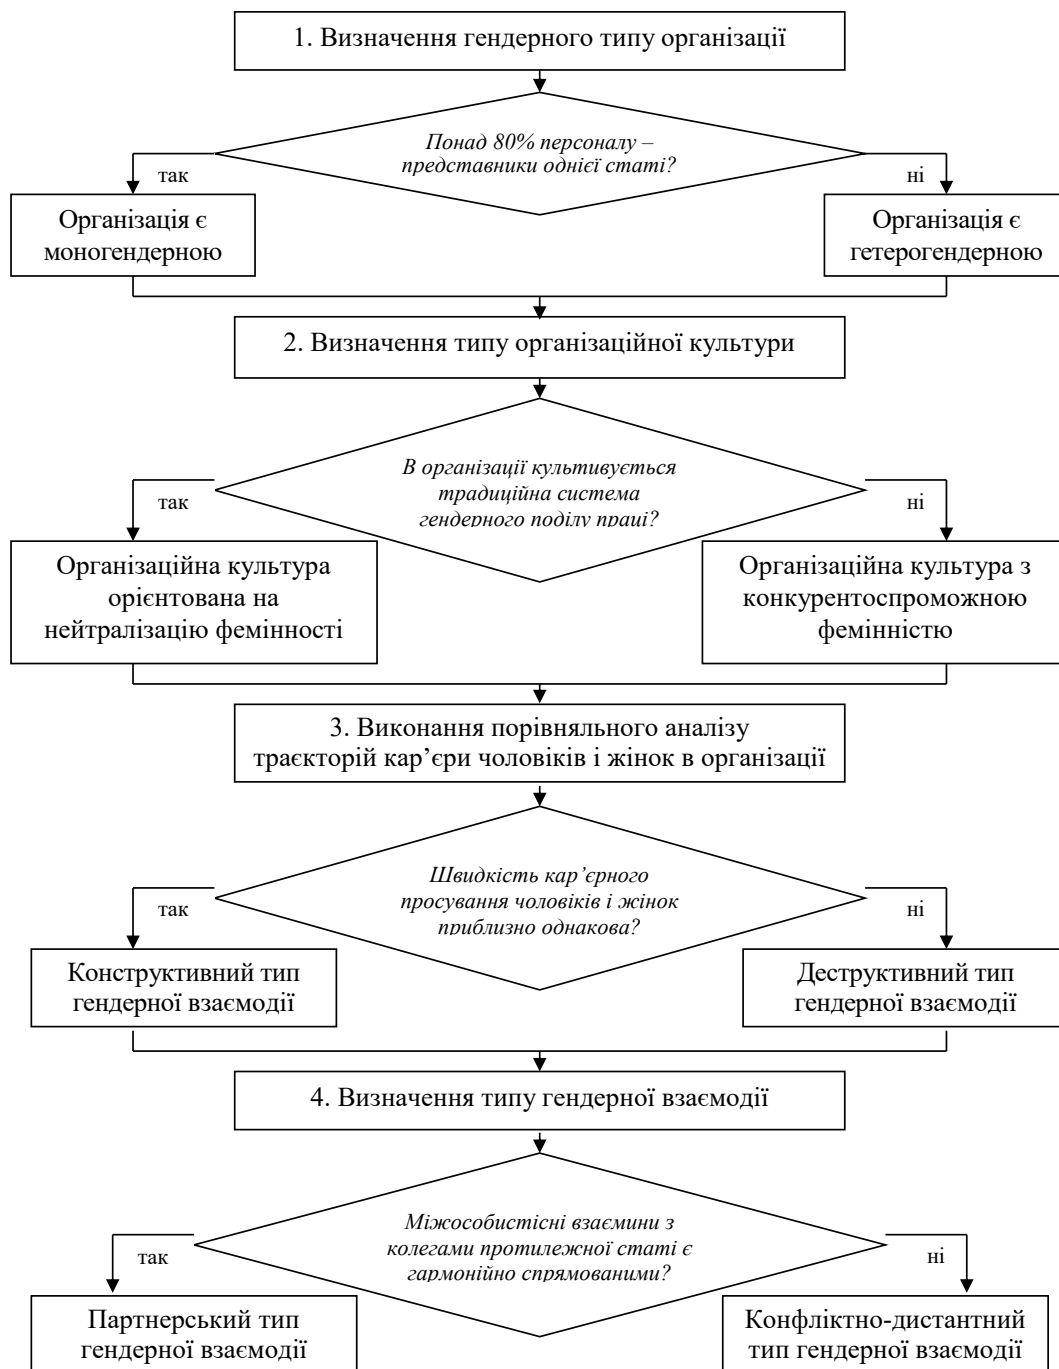 1. Визначення гендерного типу організації
Понад 80% персоналу –
представники однієї статі?
так
ні
Організація є
моногендерною
Організація є
гетерогендерною
2. Визначення типу організаційної культури
В організації культивується
традиційна система
гендерного поділу праці?
так
ні
Організаційна культура
орієнтована на
нейтралізацію фемінності
Організаційна культура з
конкурентоспроможною
фемінністю
3. Виконання порівняльного аналізу
траєкторій кар’єри чоловіків і жінок в організації
Швидкість кар’єрного
просування чоловіків і жінок
приблизно однакова?
так
ні
Конструктивний тип
гендерної взаємодії
Деструктивний тип
гендерної взаємодії
4. Визначення типу гендерної взаємодії
Міжособистісні взаємини з
колегами протилежної статі є
гармонійно спрямованими?
так
ні
Партнерський тип
гендерної взаємодії
Конфліктно-дистантний
тип гендерної взаємодії